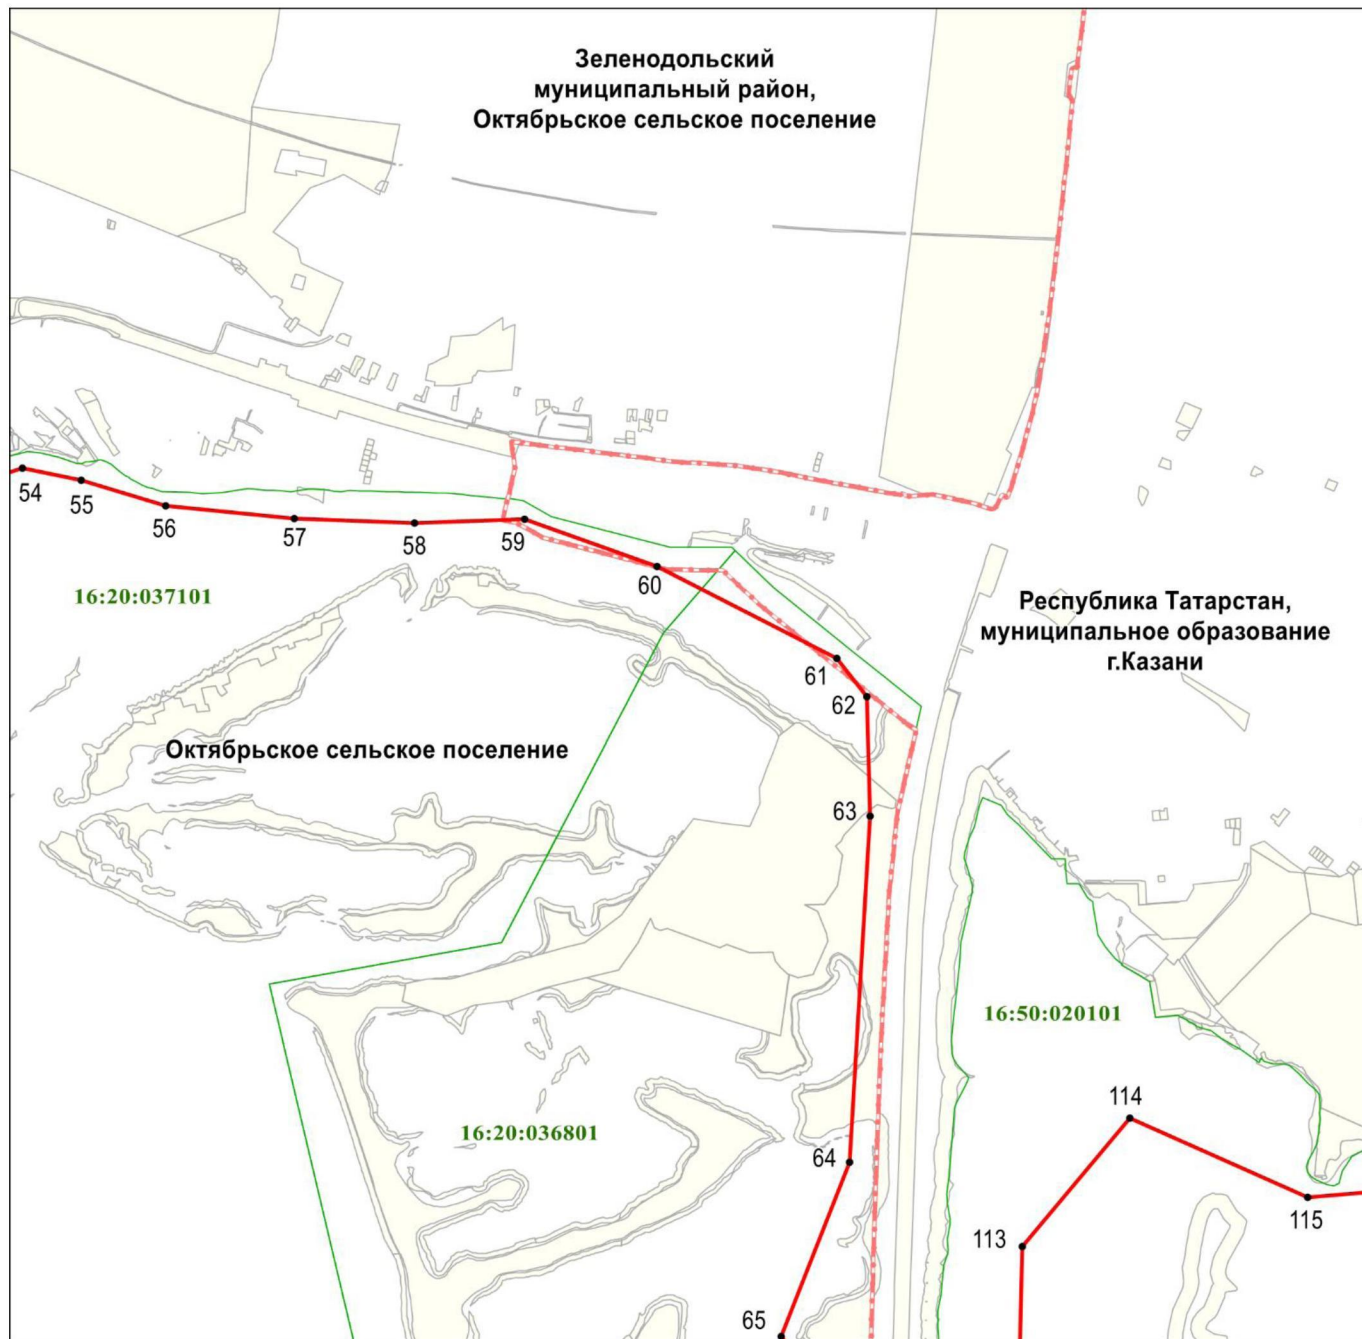 Зеленодольский
муниципальный район,
Октябрьское сельское поселение
54
55
56
57
58
59
60
16:20:037101
Республика Татарстан,
муниципальное образование
г.Казани
61
62
Октябрьское сельское поселение
63
16:50:020101
114
16:20:036801
64
115
113
65